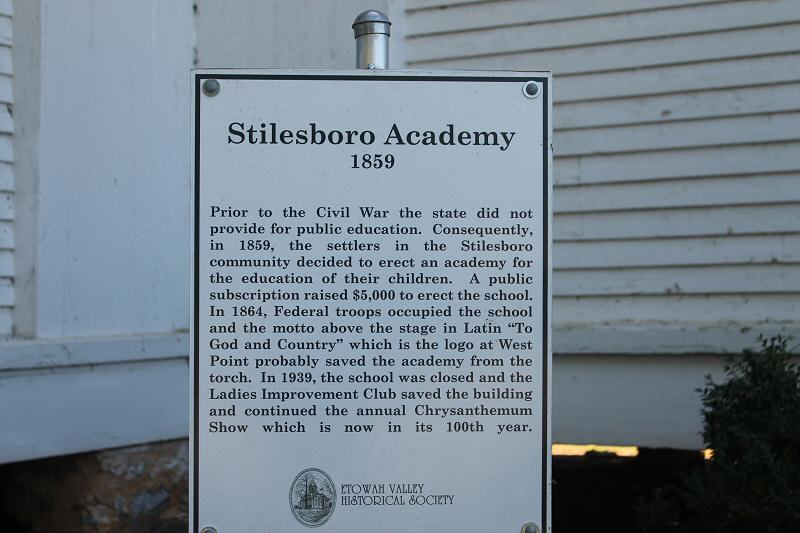 Stilesboro Academy
1859
Prior to the Civil War the state did not
provide for public education. Consequently,
in 1859, the settlers in the Stilesboro
community decided to erect an academy for
the education of their children. A public
subscription raised $5,000 to erect the school.
In 1864, Federal troops occupied the school
and the motto above the stage in Latin “To
God and Country” which is the logo at West
Point probably saved the academy from the
torch. In 1939, the school was closed and the
Ladies Improvement Club saved the building
and continued the annual Chrysanthemum
Show which is now in its 100th year.
ETOWAH VALLEY
HISTORICAL SOCIETY